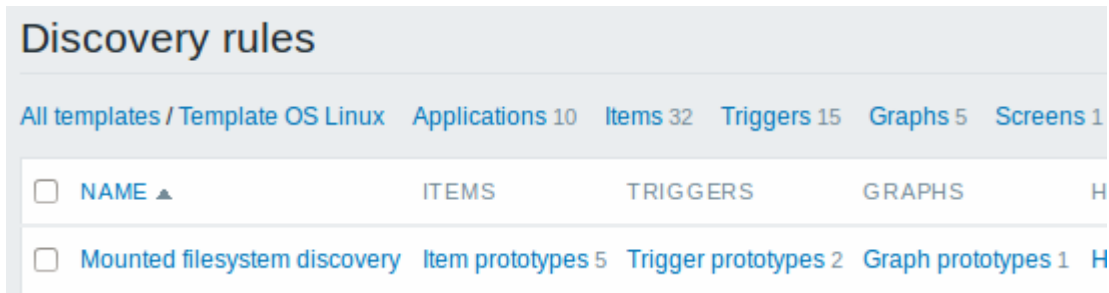 Discovery rules
All templates / Template OS Linux Applications 10 Items 32 Triggers 15 Graphs 5 Screens 1
NAME ▲ ITEMS TRIGGERS GRAPHS H
Mounted filesystem discovery Item prototypes 5 Trigger prototypes 2 Graph prototypes 1 H